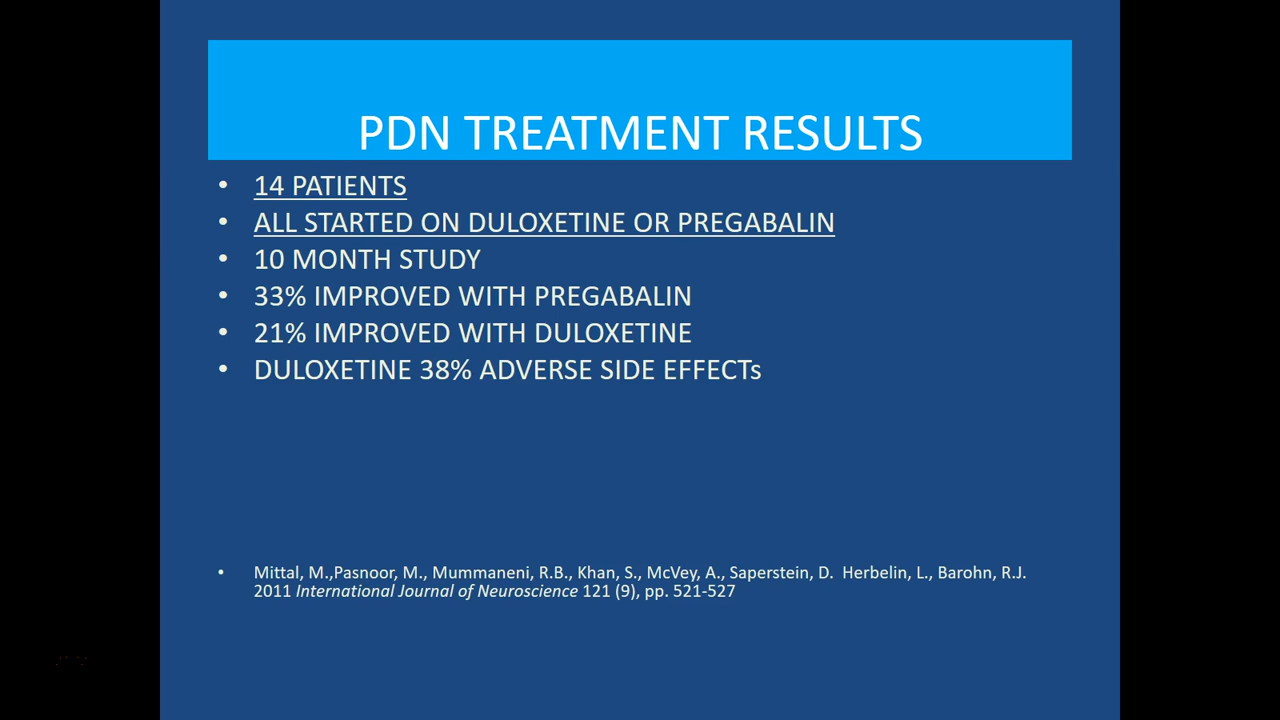 PDN TREATMENT RESULTS
• 14 PATIENTS
• ALL STARTED ON DULOXETINE OR PREGABALIN
• 10 MONTH STUDY
• 33% IMPROVED WITH PREGABALIN
• 21% IMPROVED WITH DULOXETINE
• DULOXETINE 38% ADVERSE SIDE EFFECTs
• Mittal, M.,Pasnoor, M., Mummaneni, R.B., Khan, S., McVey, A., Saperstein, D.  Herbelin, L., Barohn, R.J.
2011 International Journal of Neuroscience 121 (9), pp. 521-527